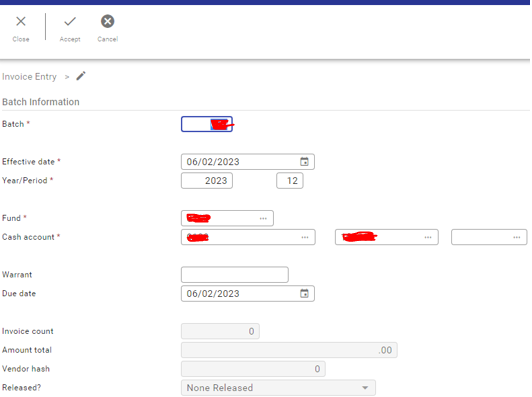 Close Accept Cancel
Invoice Entry >
Batch Information
Batch *
Effective date * 06/02/2023
Year/Period * 2023 12
Fund * ...
Cash account * ... ... ...
Warrant
Due date 06/02/2023
Invoice count 0
Amount total .00
Vendor hash 0
Released? None Released